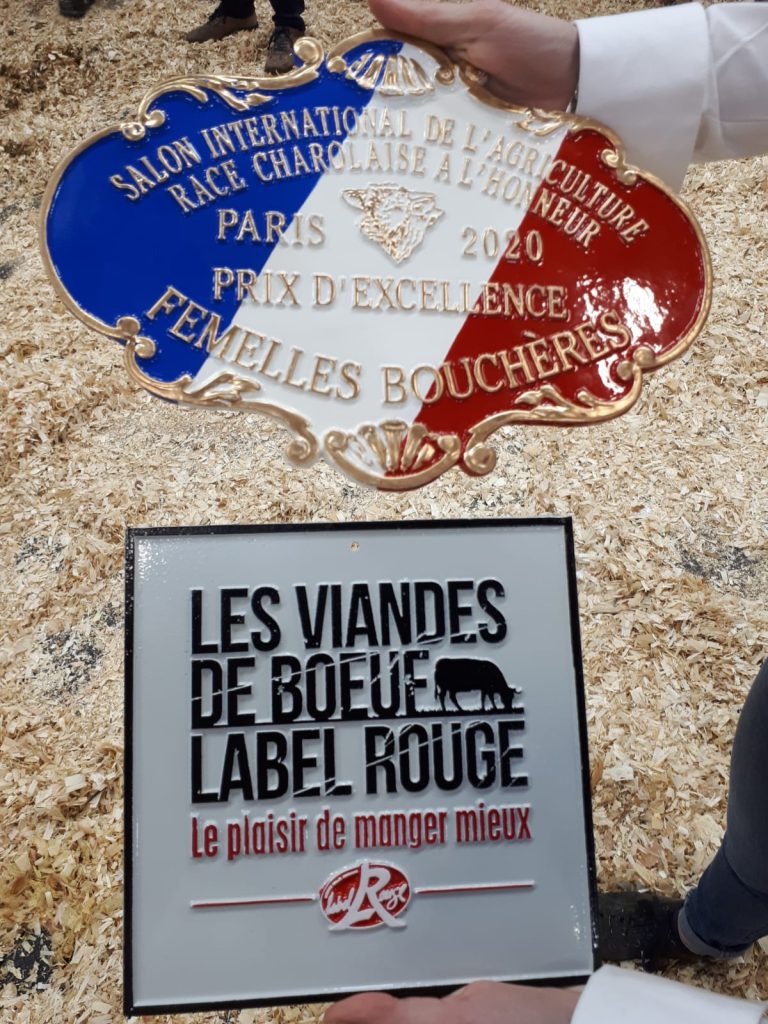 SALON INTERNATIONAL DE L'AGRICULTURE
RACE CHAROLAISE A L'HONNEUR
PARIS 2020
PRIX D'EXCELLENCE
FEMELLES BOUCHÈRES
LES VIANDES
DE BOEUF
LABEL ROUGE
Le plaisir de manger mieux
label Rouge